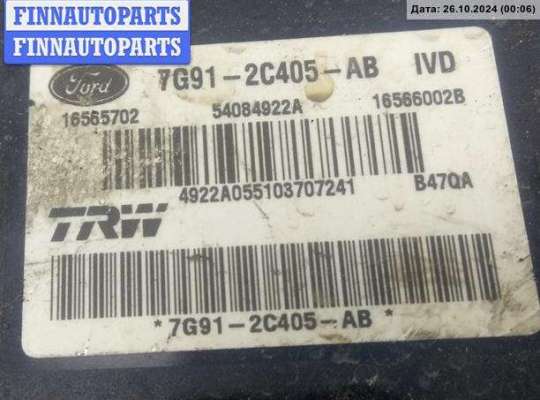 FINNAUTOPARTS
FINNAUTOPARTS
Дата: 26.10.2024 (00:06)
Ford
7G91-2C405-AB IVD
16565702 54084922A 16566002B
4922A055103707241 B47QA
TRW
*7G91-2C405-AB*